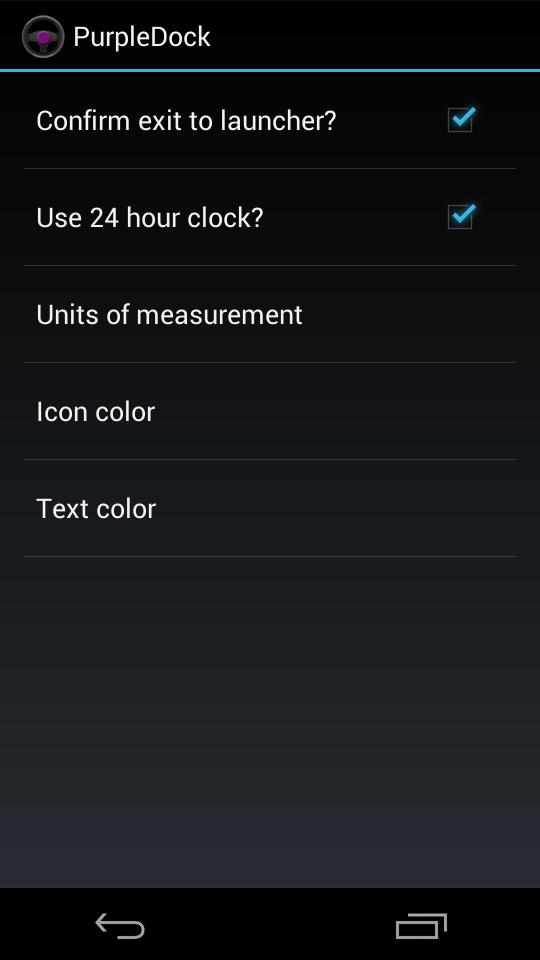 PurpleDock
Confirm exit to launcher?
Use 24 hour clock?
Units of measurement
Icon color
Text color